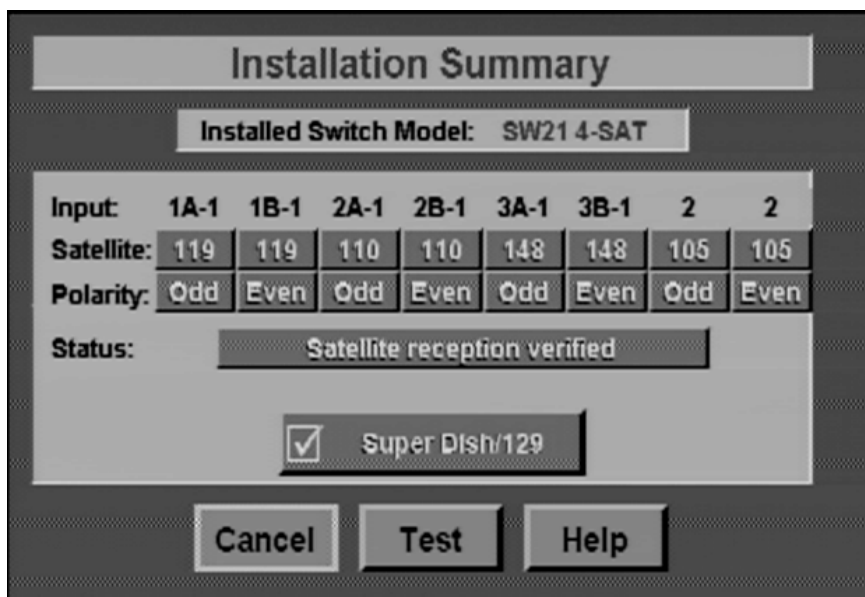 Installation Summary
Installed Switch Model: SW21 4-SAT
Input: 1A-1 1B-1 2A-1 2B-1 3A-1 3B-1 2 2
Satellite: 119 119 110 110 148 148 105 105
Polarity: Odd Even Odd Even Odd Even Odd Even
Status: Satellite reception verified
Super Dish/129
Cancel Test Help